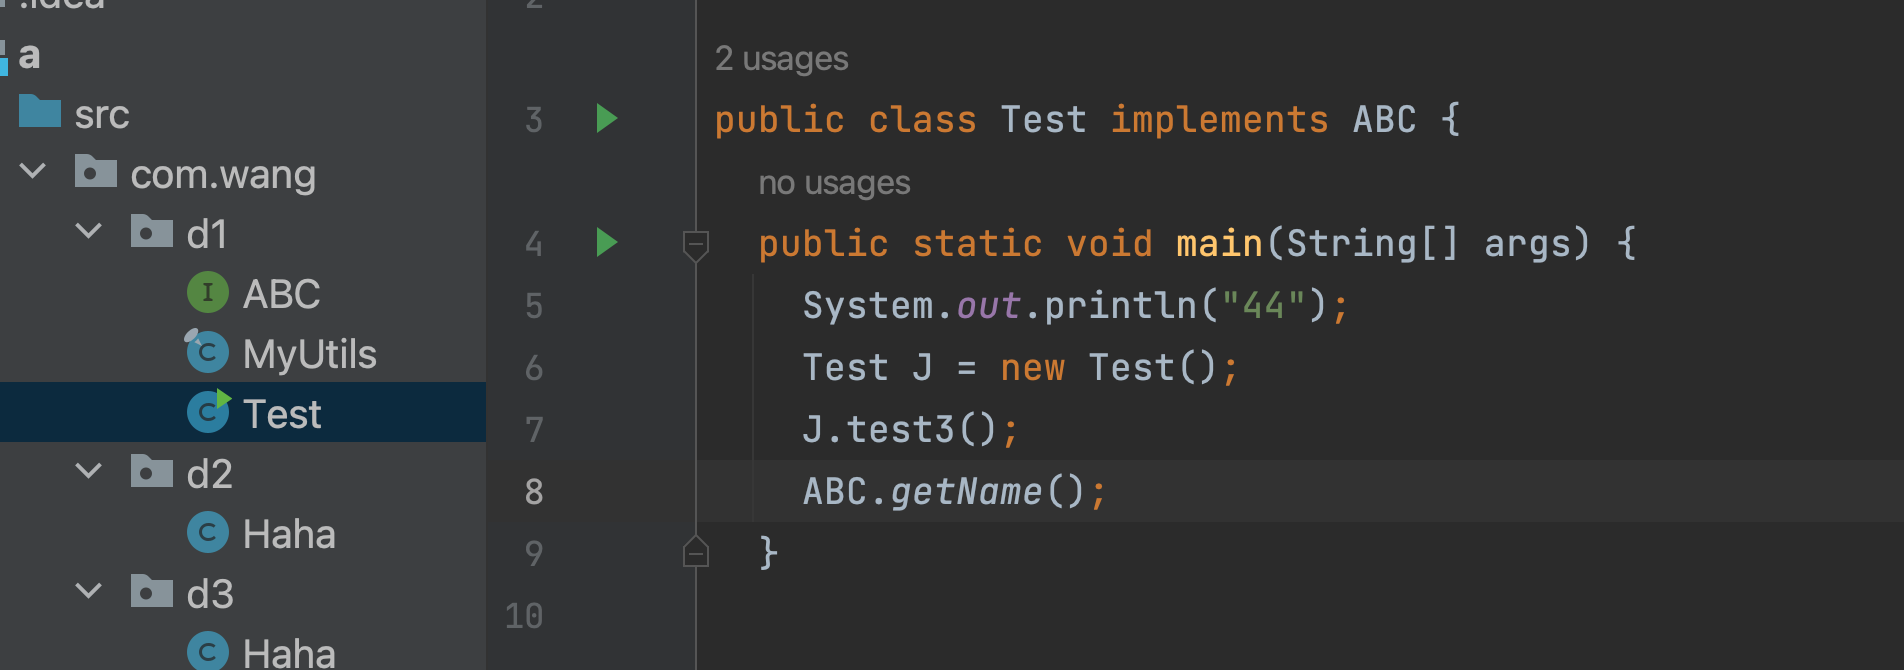 .idea
a
src
com.wang
d1
I ABC
C MyUtils
C Test
d2
C Haha
d3
C Haha
2
2 usages
3 public class Test implements ABC {
no usages
4 public static void main(String[] args) {
5 System.out.println("44");
6 Test J = new Test();
7 J.test3();
8 ABC.getName();
9 }
10